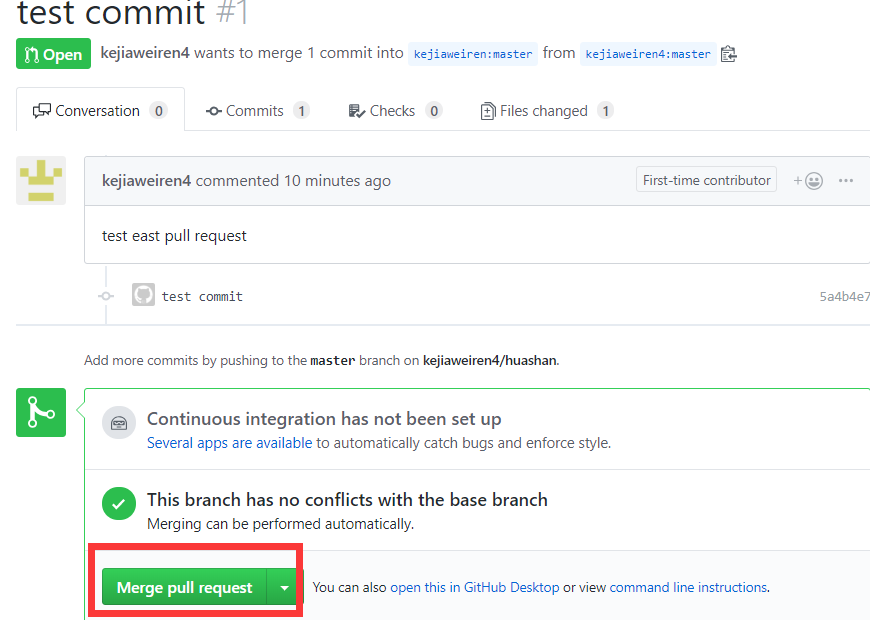 test commit #1
Open kejiaweiren4 wants to merge 1 commit into kejiaweiren:master from kejiaweiren4:master
Conversation 0 Commits 1 Checks 0 Files changed 1
kejiaweiren4 commented 10 minutes ago First-time contributor
test east pull request
test commit 5a4b4e7
Add more commits by pushing to the master branch on kejiaweiren4/huashan.
Continuous integration has not been set up
Several apps are available to automatically catch bugs and enforce style.
This branch has no conflicts with the base branch
Merging can be performed automatically.
Merge pull request You can also open this in GitHub Desktop or view command line instructions.